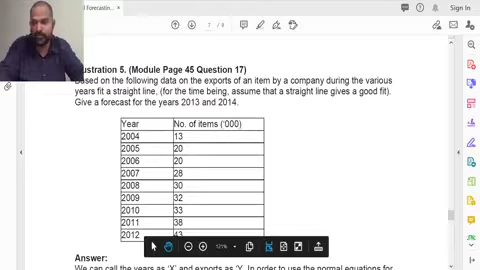 Forecasting...
Sign In
7 / 9
Illustration 5. (Module Page 45 Question 17)
Based on the following data on the exports of an item by a company during the various
years fit a straight line, (for the time being, assume that a straight line gives a good fit).
Give a forecast for the years 2013 and 2014.
Year No. of items ('000)
2004 13
2005 20
2006 20
2007 28
2008 30
2009 32
2010 33
2011 38
2012 43
121%
Answer:
We can call the years as 'X' and exports as 'Y. In order to use the normal equations for